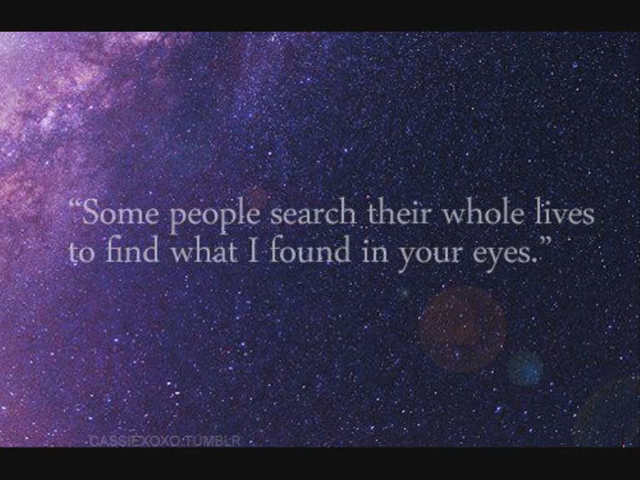 “Some people search their whole lives
to find what I found in your eyes.”
CASSIEXOXO.TUMBLR